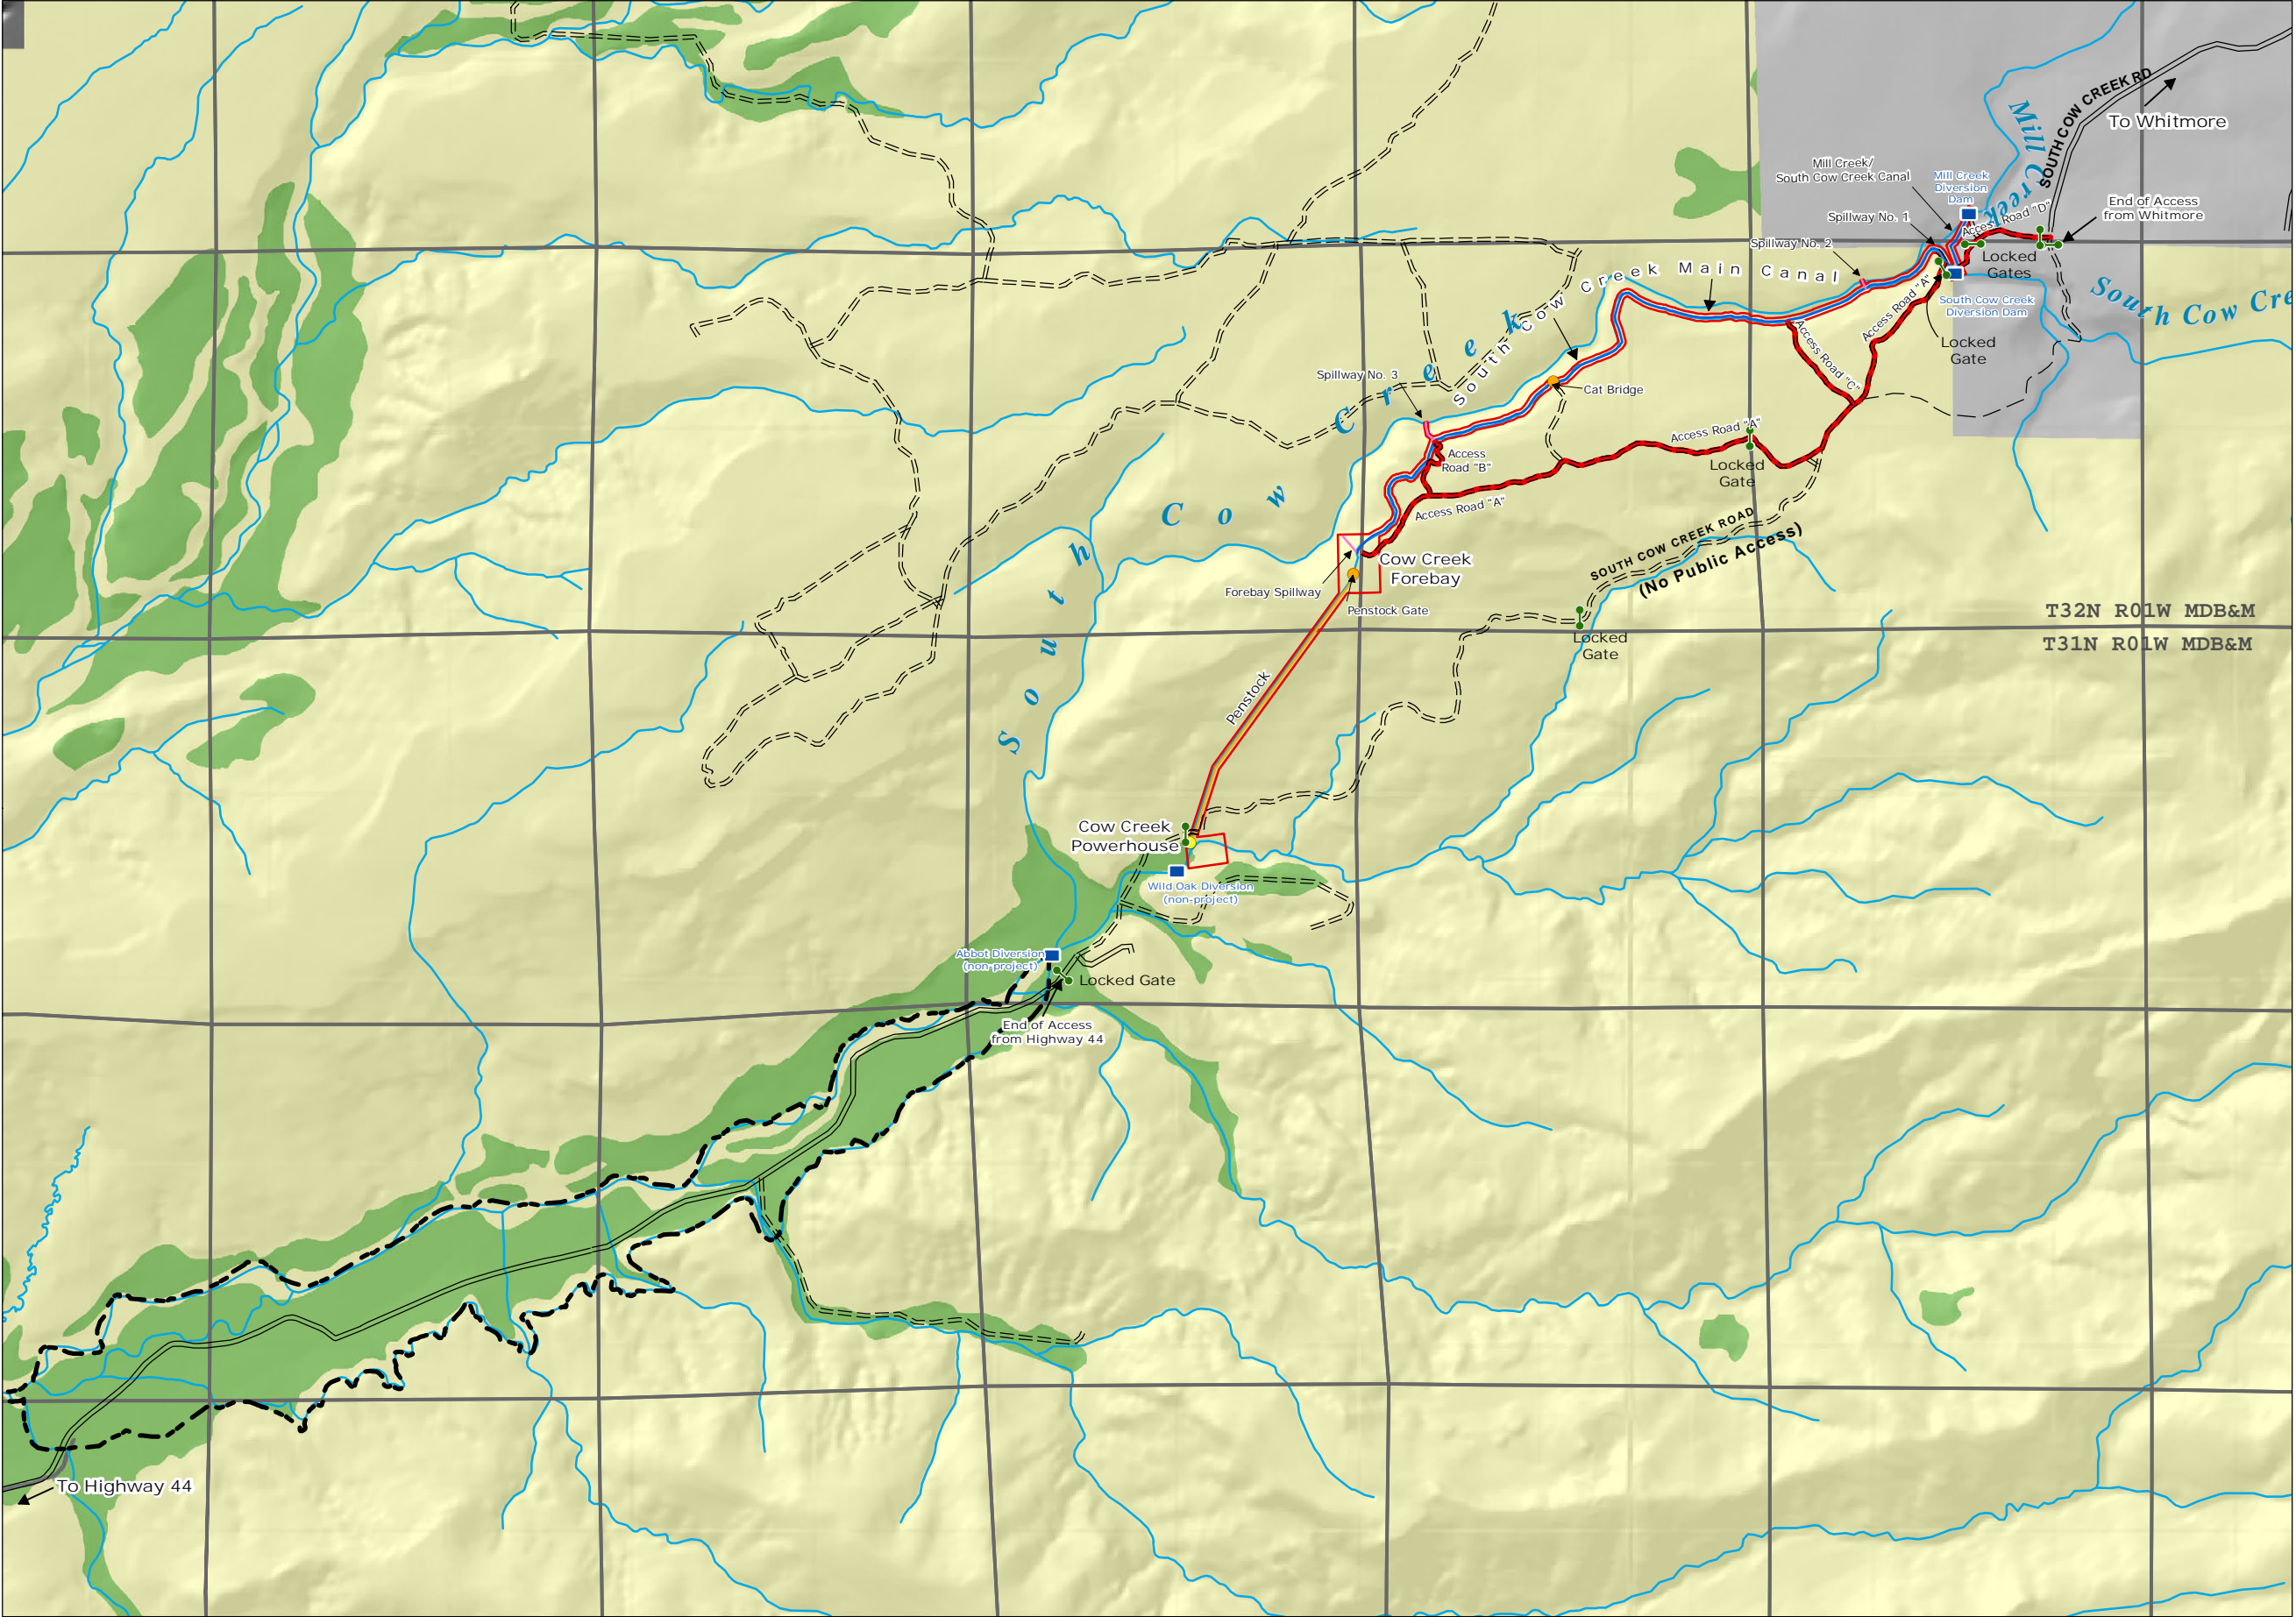 SOUTH COW CREEK RD
To Whitmore
Mill Creek
Mill Creek/
South Cow Creek Canal
Mill Creek
Diversion
Dam
End of Access
from Whitmore
Spillway No. 1
Access Road "D"
Spillway No. 2
Locked
Gates
South Cow Creek Main Canal
South Cow Cre
Access Road "A"
South Cow Creek
Diversion Dam
Locked
Gate
Access Road "C"
Spillway No. 3
Cat Bridge
South Cow Creek
Access
Road "B"
Access Road "A"
Locked
Gate
Access Road "A"
SOUTH COW CREEK ROAD
(No Public Access)
Cow Creek
Forebay
Forebay Spillway
Penstock Gate
T32N R01W MDB&M
T31N R01W MDB&M
Locked
Gate
Penstock
Cow Creek
Powerhouse
Wild Oak Diversion
(non-project)
Abbot Diversion
(non-project)
Locked Gate
End of Access
from Highway 44
To Highway 44